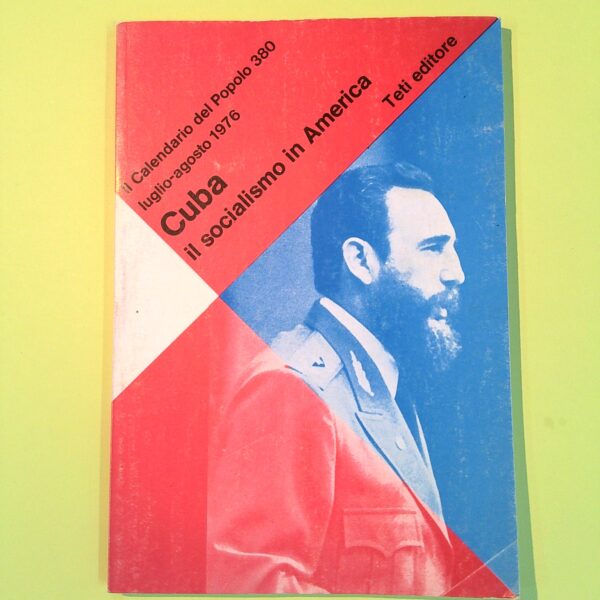 il Calendario del Popolo 380
luglio-agosto 1976
Cuba
il socialismo in America
Teti editore